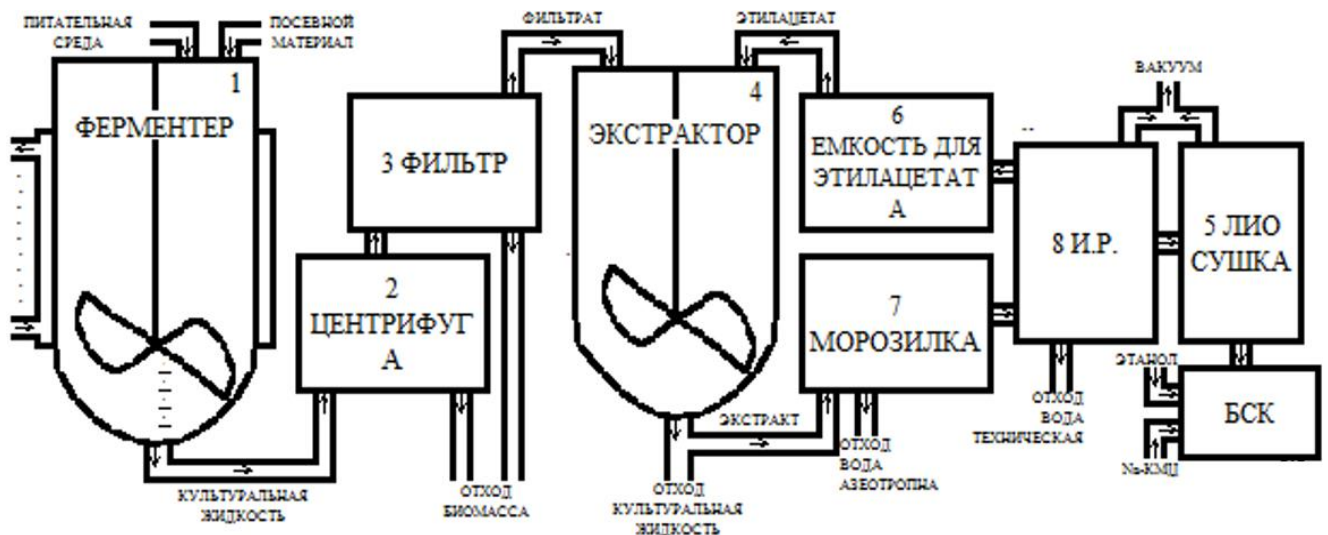 ПИТАТЕЛЬНАЯ
СРЕДА
ПОСЕВНОЙ
МАТЕРИАЛ
1
ФЕРМЕНТЕР
КУЛЬТУРАЛЬНАЯ
ЖИДКОСТЬ
2
ЦЕНТРИФУГ
А
ОТХОД
БИОМАССА
3 ФИЛЬТР
ФИЛЬТРАТ
4
ЭКСТРАКТОР
ЭТИЛАЦЕТАТ
ЭКСТРАКТ
ОТХОД
КУЛЬТУРАЛЬНАЯ
ЖИДКОСТЬ
6
ЕМКОСТЬ ДЛЯ
ЭТИЛАЦЕТАТ
А
7
МОРОЗИЛКА
ОТХОД
ВОДА
АЗЕОТРОПНА
8 И.Р.
ОТХОД
ВОДА
ТЕХНИЧЕСКАЯ
ВАКУУМ
5 ЛИО
СУШКА
ЭТАНОЛ
Na-КМЦ
БСК